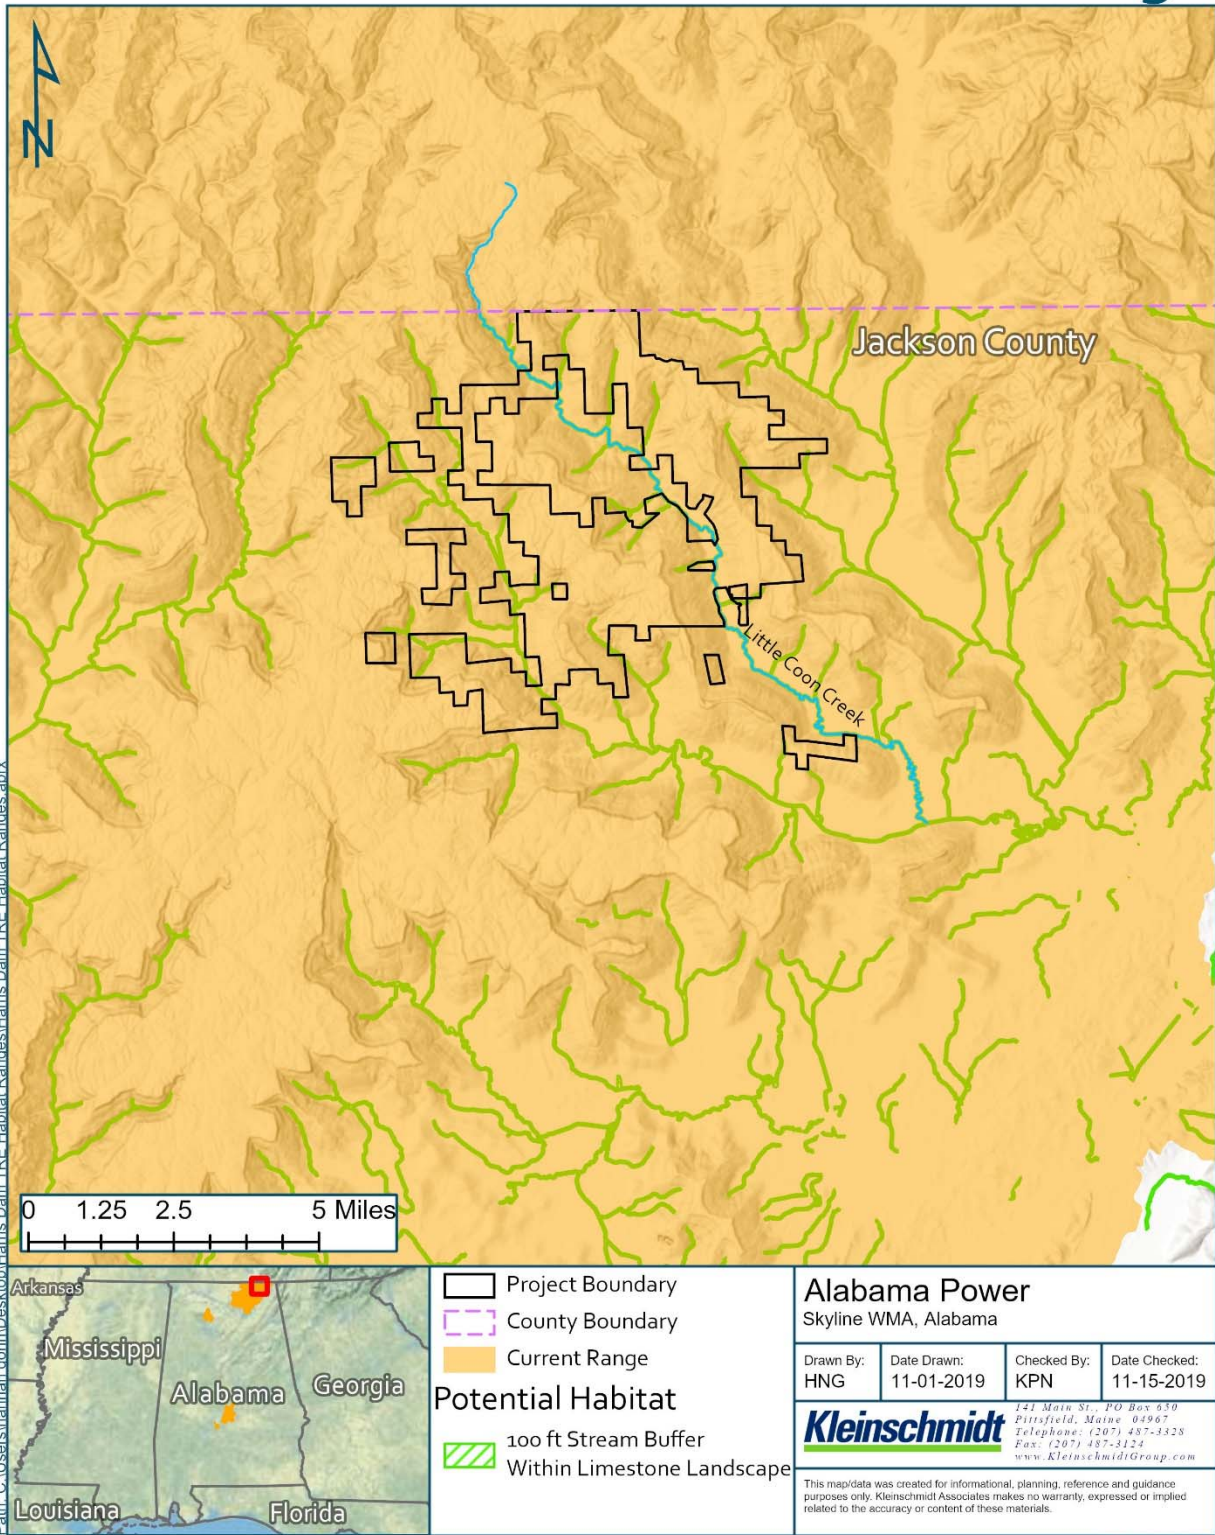 N
Jackson County
Little Coon Creek
0 1.25 2.5 5 Miles
Arkansas
Mississippi
Alabama
Georgia
Louisiana
Florida
Project Boundary
County Boundary
Current Range
Potential Habitat
100 ft Stream Buffer
Within Limestone Landscape
Alabama Power
Skyline WMA, Alabama
Drawn By:
HNG
Date Drawn:
11-01-2019
Checked By:
KPN
Date Checked:
11-15-2019
Kleinschmidt
141 Main St., PO Box 650
Pittsfield, Maine 04967
Telephone: (207) 487-3328
Fax: (207) 487-3124
www.KleinschmidtGroup.com
This map/data was created for informational, planning, reference and guidance
purposes only. Kleinschmidt Associates makes no warranty, expressed or implied
related to the accuracy or content of these materials.